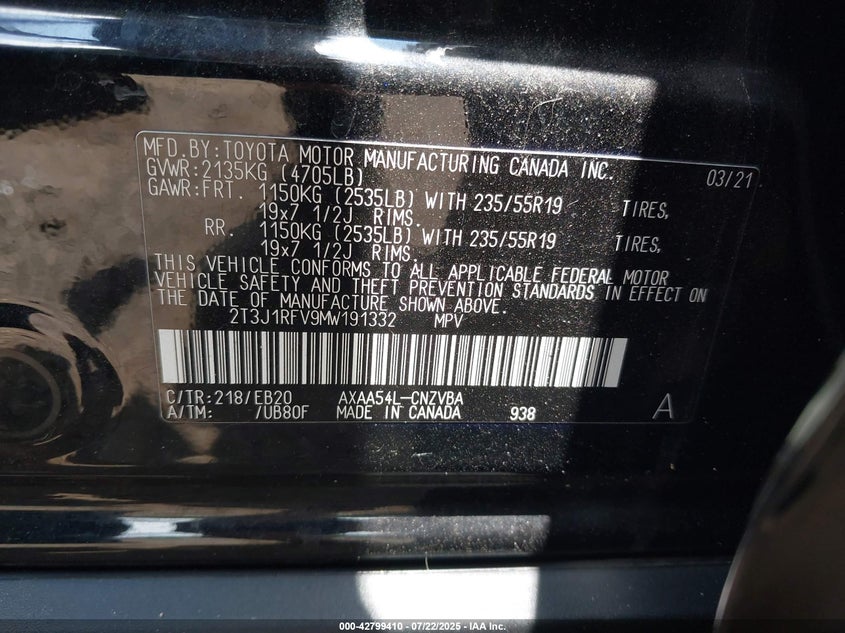 MFD.BY:TOYOTA MOTOR MANUFACTURING CANADA INC. 03/21
GVWR:2135KG (4705LB)
GAWR:FRT. 1150KG (2535LB) WITH 235/55R19 TIRES,
19x7 1/2J RIMS.
RR. 1150KG (2535LB) WITH 235/55R19 TIRES,
19x7 1/2J RIMS.
THIS VEHICLE CONFORMS TO ALL APPLICABLE FEDERAL MOTOR
VEHICLE SAFETY AND THEFT PREVENTION STANDARDS IN EFFECT ON
THE DATE OF MANUFACTURE SHOWN ABOVE.
2T3J1RFV9MW191332 MPV
C/TR:218/EB20 AXAA54L-CNZVBA
A/TM: /UB80F MADE IN CANADA 938 A
000-42799410 - 07/22/2025 - IAA Inc.